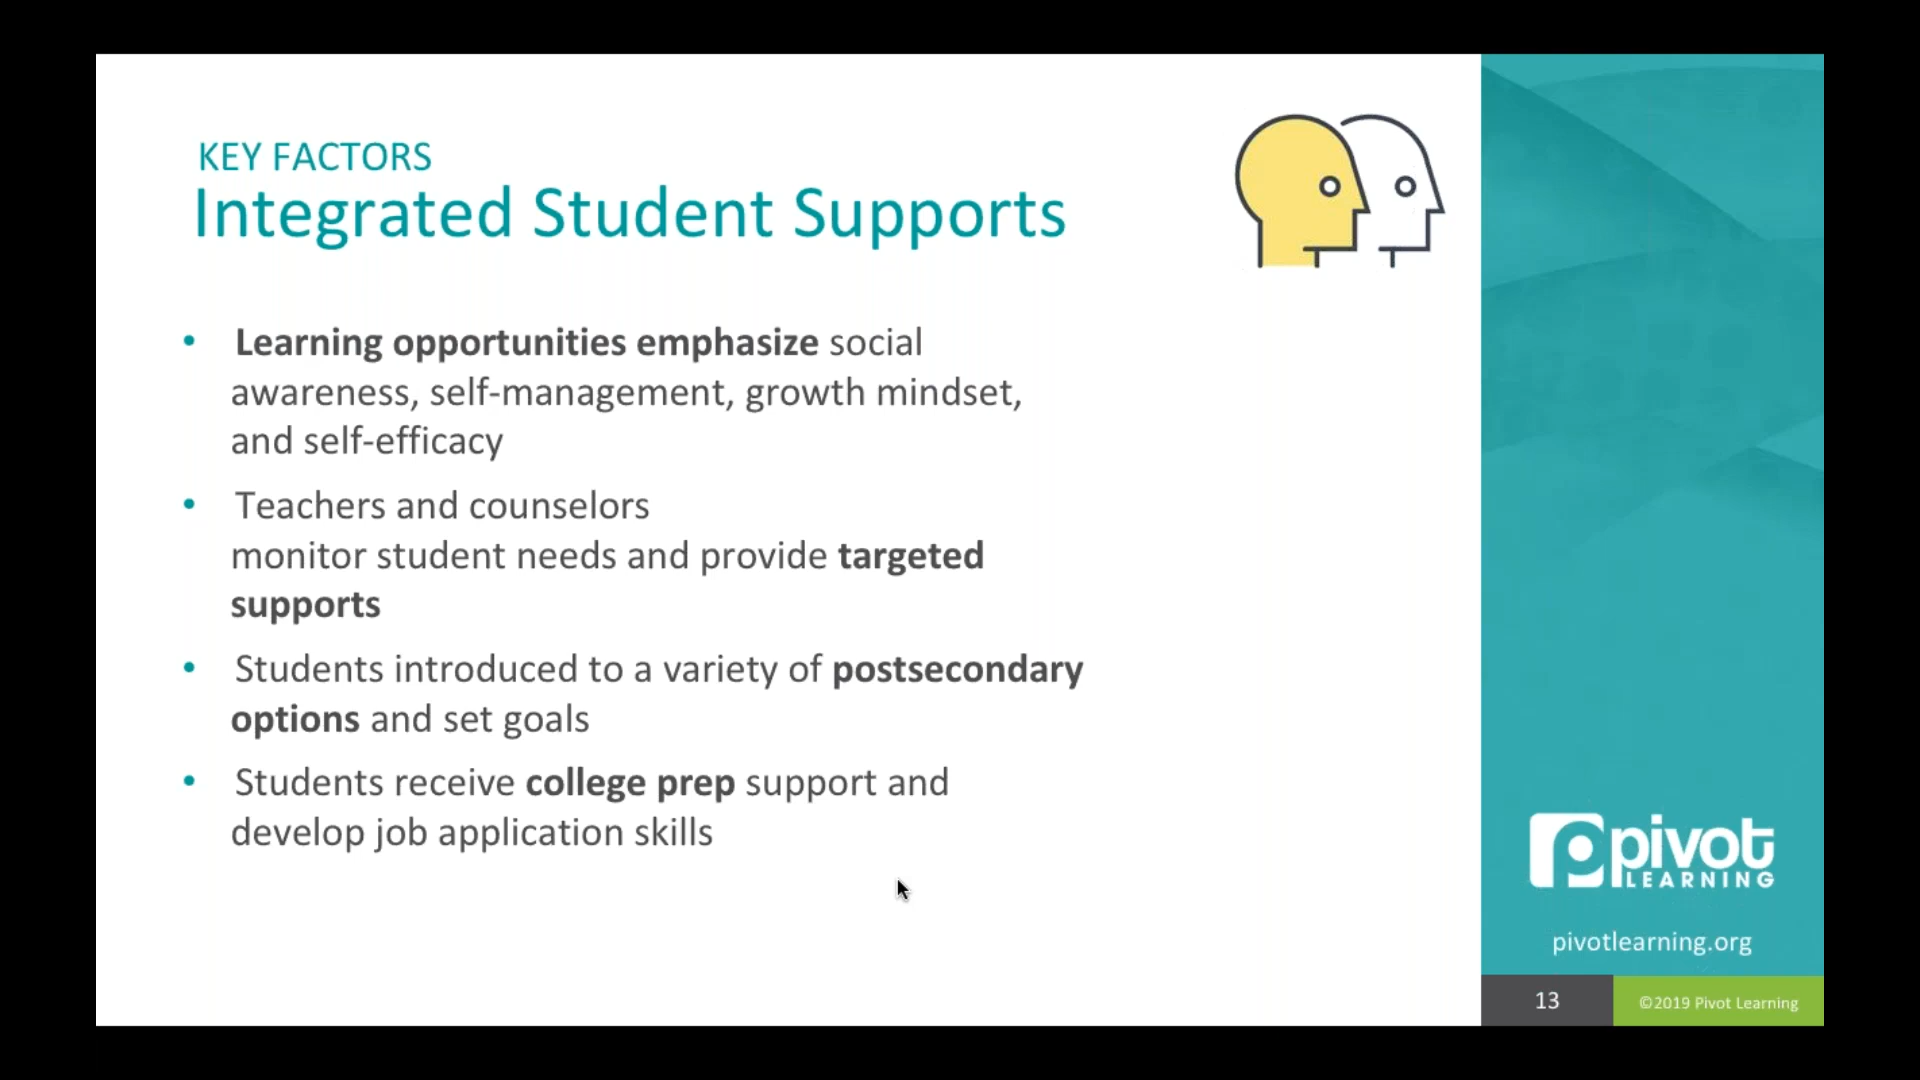 KEY FACTORS
Integrated Student Supports
• Learning opportunities emphasize social
awareness, self-management, growth mindset,
and self-efficacy
• Teachers and counselors
monitor student needs and provide targeted
supports
• Students introduced to a variety of postsecondary
options and set goals
• Students receive college prep support and
develop job application skills
pivot
LEARNING
pivotlearning.org
13
©2019 Pivot Learning